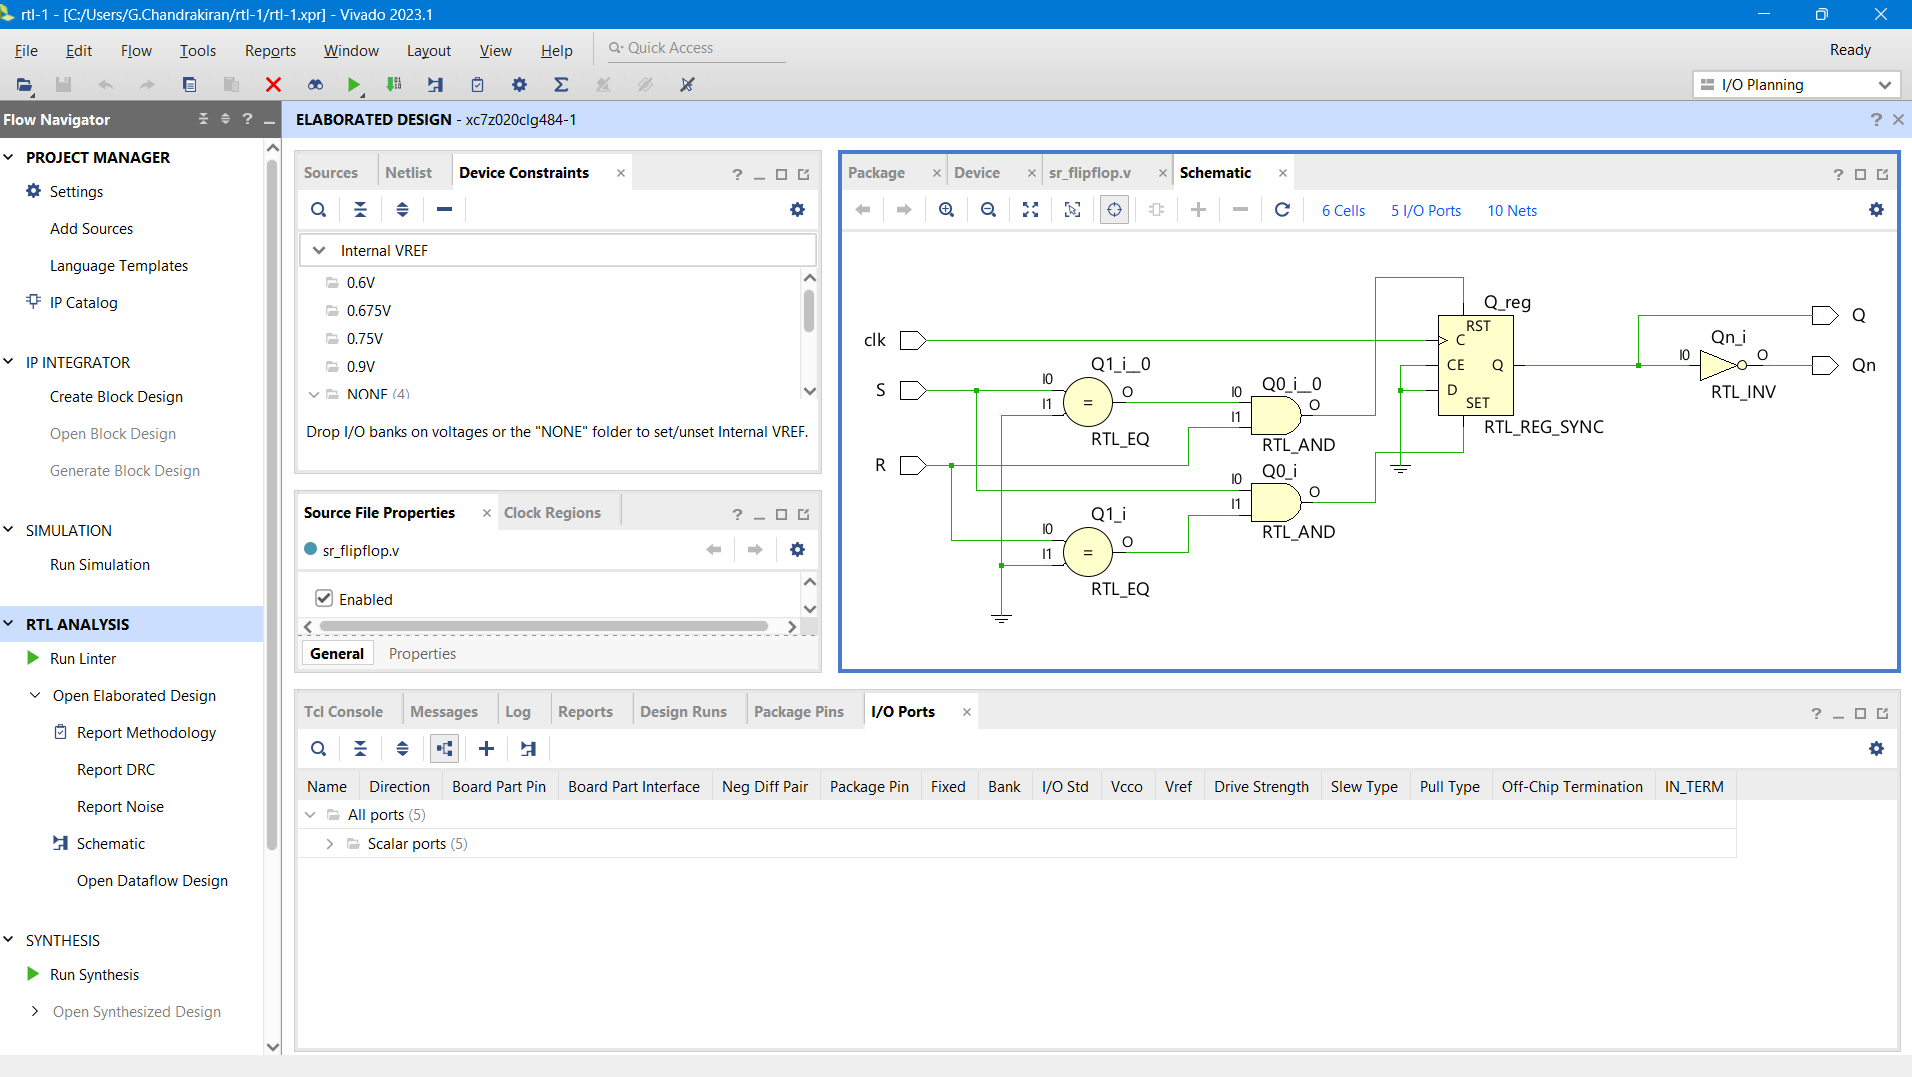 rtl-1 - [C:/Users/G.Chandrakiran/rtl-1/rtl-1.xpr] - Vivado 2023.1
File Edit Flow Tools Reports Window Layout View Help Quick Access Ready
I/O Planning
Flow Navigator
ELABORATED DESIGN - xc7z020clg484-1
PROJECT MANAGER
Settings
Add Sources
Language Templates
IP Catalog
IP INTEGRATOR
Create Block Design
Open Block Design
Generate Block Design
SIMULATION
Run Simulation
RTL ANALYSIS
Run Linter
Open Elaborated Design
Report Methodology
Report DRC
Report Noise
Schematic
Open Dataflow Design
SYNTHESIS
Run Synthesis
Open Synthesized Design
Sources Netlist Device Constraints
Internal VREF
0.6V
0.675V
0.75V
0.9V
NONE (4)
Drop I/O banks on voltages or the "NONE" folder to set/unset Internal VREF.
Source File Properties Clock Regions
sr_flipflop.v
Enabled
General Properties
Package Device sr_flipflop.v Schematic
6 Cells 5 I/O Ports 10 Nets
clk
S
R
Q1_i__0
I0
I1
O
=
RTL_EQ
Q1_i
I0
I1
O
=
RTL_EQ
Q0_i__0
I0
I1
O
RTL_AND
Q0_i
I0
I1
O
RTL_AND
Q_reg
RST
C
CE Q
D
SET
RTL_REG_SYNC
Qn_i
I0 O
RTL_INV
Q
Qn
Tcl Console Messages Log Reports Design Runs Package Pins I/O Ports
Name Direction Board Part Pin Board Part Interface Neg Diff Pair Package Pin Fixed Bank I/O Std Vcco Vref Drive Strength Slew Type Pull Type Off-Chip Termination IN_TERM
All ports (5)
Scalar ports (5)